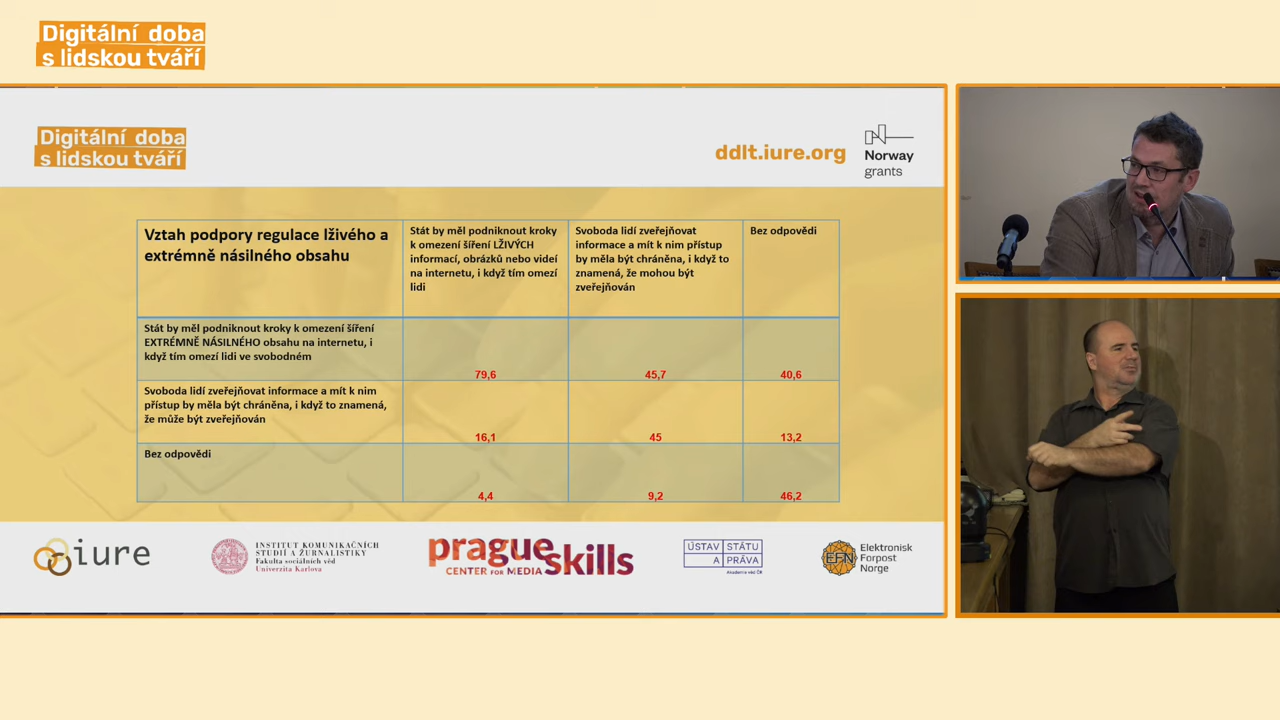 Digitální doba
s lidskou tváří
Digitální doba
s lidskou tváří
ddlt.iure.org
Norway
grants
Vztah podpory regulace lživého a
extrémně násilného obsahu
Stát by měl podniknout kroky
k omezení šíření LŽIVÝCH
informací, obrázků nebo videí
na internetu, i když tím omezí
lidi
Svoboda lidí zveřejňovat
informace a mít k nim přístup
by měla být chráněna, i když to
znamená, že mohou být
zveřejňován
Bez odpovědi
Stát by měl podniknout kroky k omezení šíření
EXTRÉMNĚ NÁSILNÉHO obsahu na internetu, i
když tím omezí lidi ve svobodném
79,6
45,7
40,6
Svoboda lidí zveřejňovat informace a mít k nim
přístup by měla být chráněna, i když to znamená,
že může být zveřejňován
16,1
45
13,2
Bez odpovědi
4,4
9,2
46,2
iure
INSTITUT KOMUNIKAČNÍCH
STUDIÍ A ŽURNALISTIKY
Fakulta sociálních věd
Univerzita Karlova
prague
skills
CENTER FOR MEDIA
ÚSTAV STÁTU
A PRÁVA
Akademie věd ČR
EFN
Elektronisk
Forpost
Norge